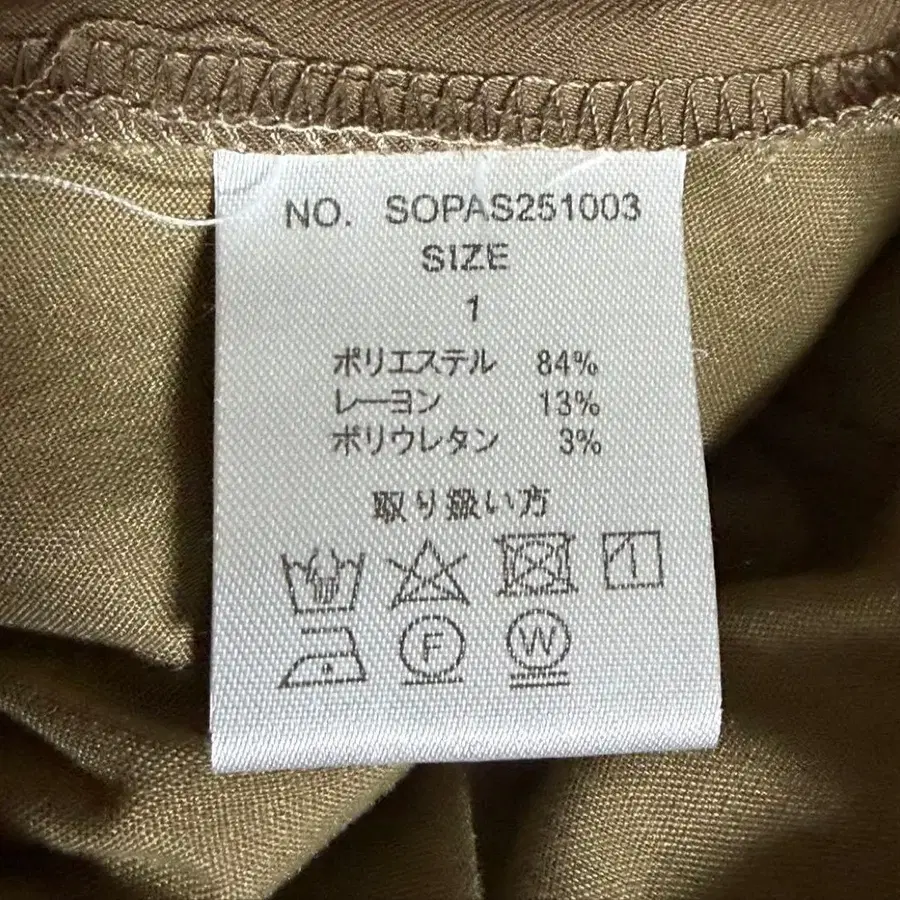 NO. SOPAS251003
SIZE
1
ポリエステル 84%
レーヨン 13%
ポリウレタン 3%
取り扱い方
F W